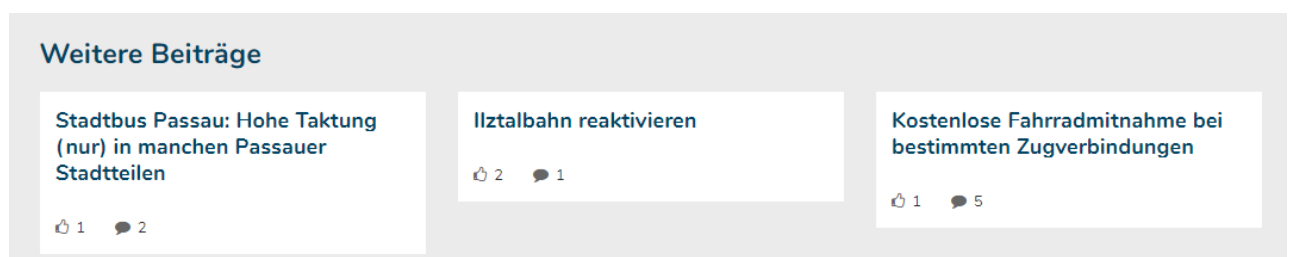 Weitere Beiträge
Stadtbus Passau: Hohe Taktung
(nur) in manchen Passauer
Stadtteilen
1 2
Ilztalbahn reaktivieren
2 1
Kostenlose Fahrradmitnahme bei
bestimmten Zugverbindungen
1 5